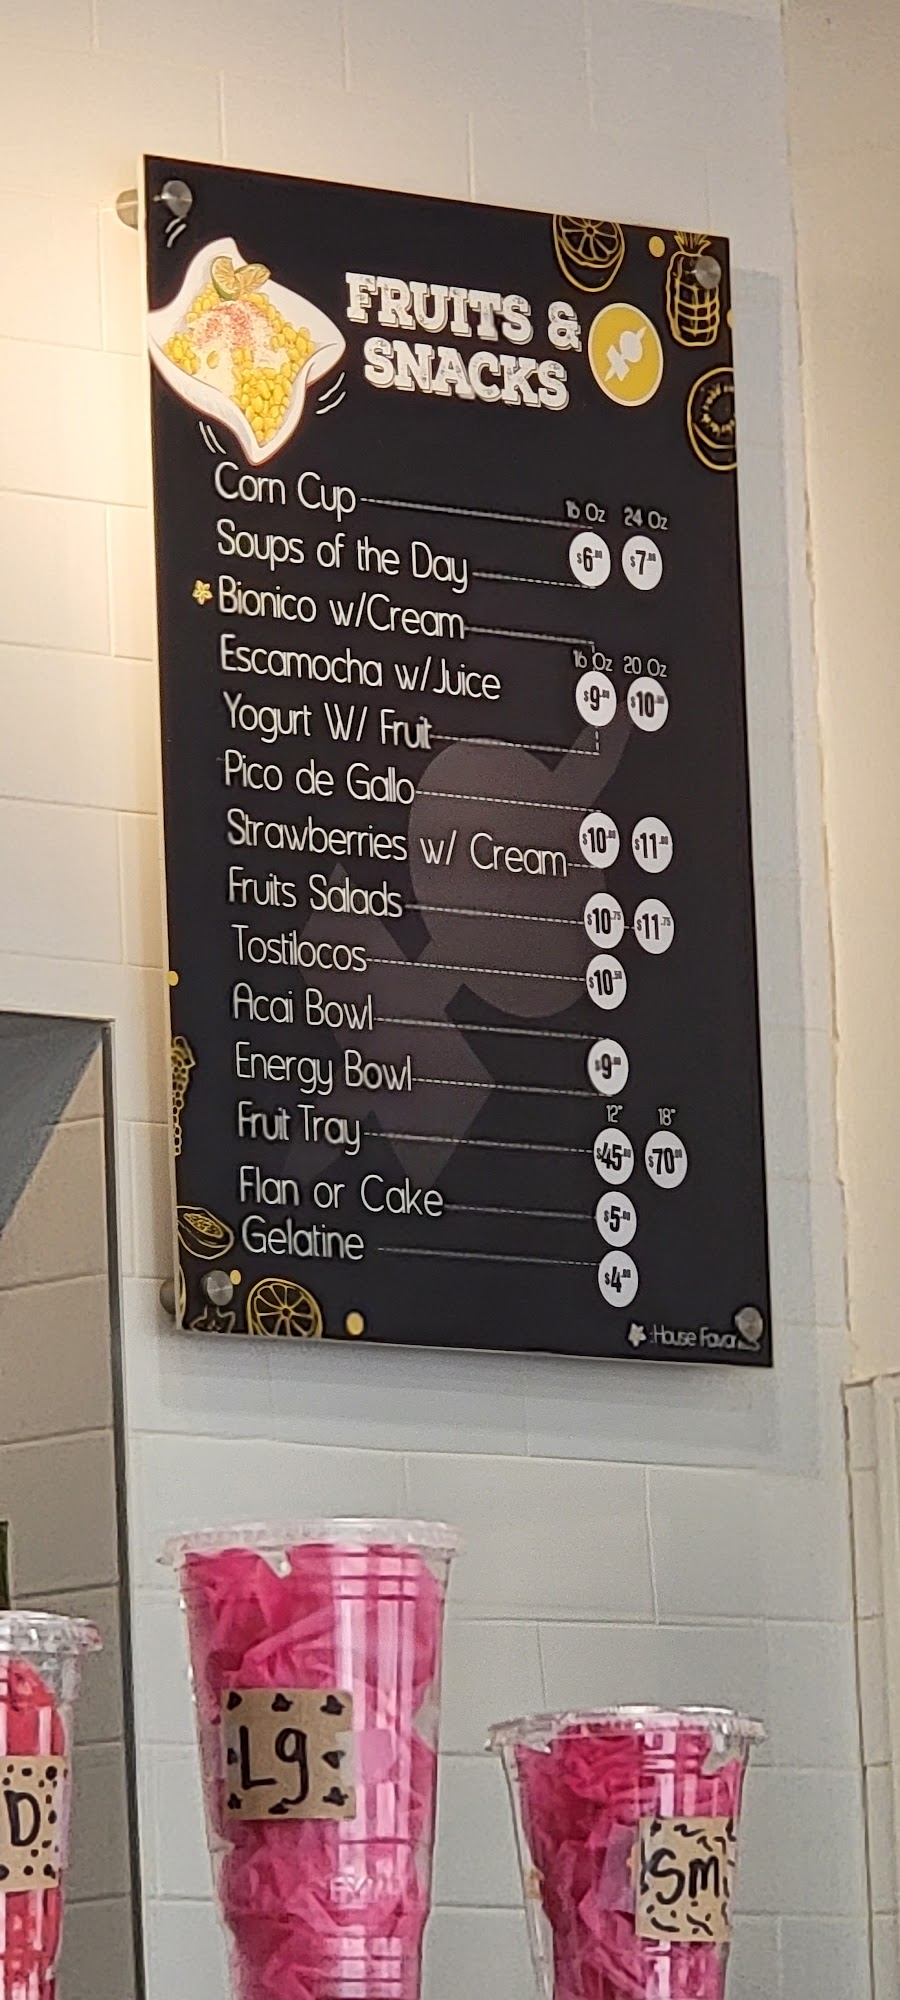 FRUITS &
SNACKS
Corn Cup
16 Oz 24 Oz
Soups of the Day
$6.00 $7.00
Bionico w/Cream
Escamocha w/Juice
16 Oz 20 Oz
$9.00 $10.00
Yogurt W/ Fruit
Pico de Gallo
Strawberries w/ Cream
$10.00 $11.00
Fruits Salads
$10.75 $11.75
Tostilocos
$10.50
Acai Bowl
Energy Bowl
$9.00
12" 18"
Fruit Tray
$45.00 $70.00
Flan or Cake
$5.00
Gelatine
$4.00
:House
Lg
D
Sm